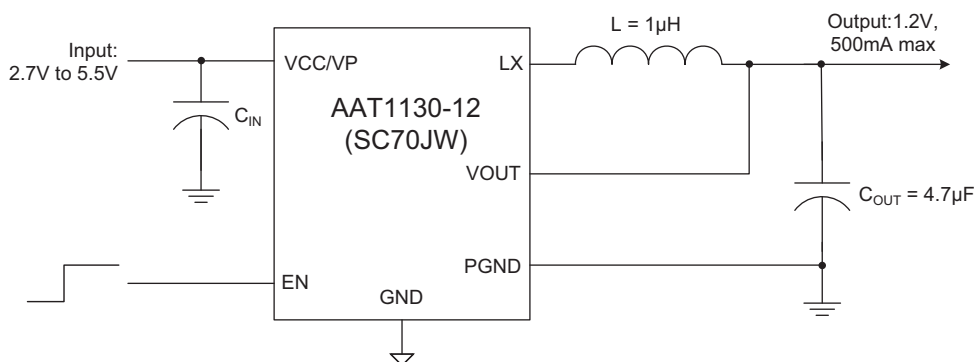 L = 1µH
Output:1.2V,
500mA max
Input:
2.7V to 5.5V
VCC/VP
LX
C_IN
AAT1130-12
(SC70JW)
VOUT
C_OUT = 4.7µF
PGND
EN
GND